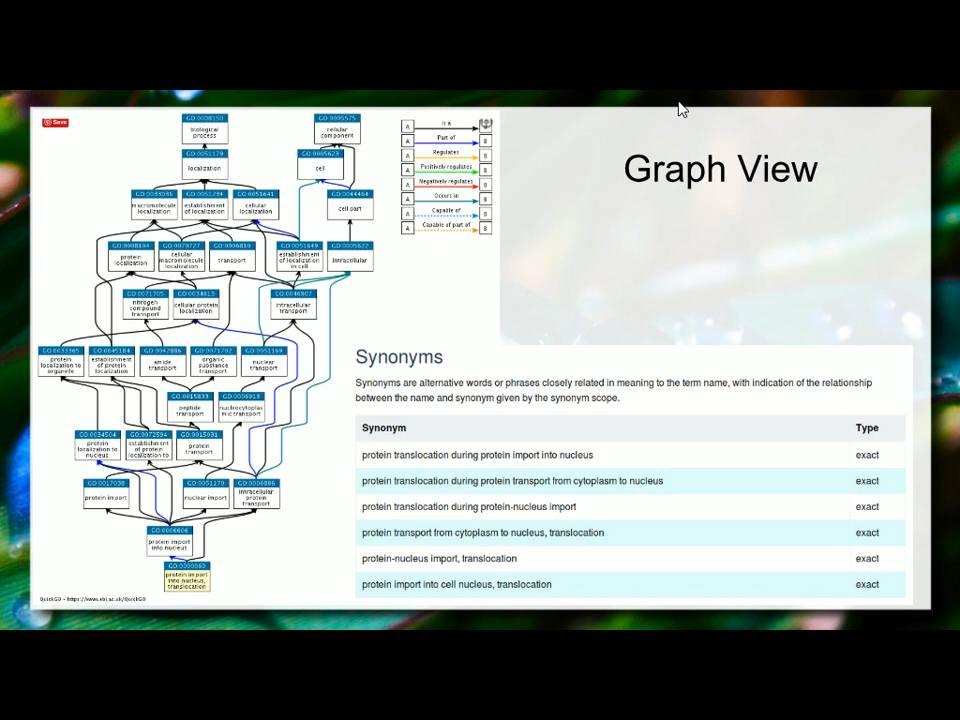 Save
GO:0008150
biological
process
GO:0005575
cellular
component
GO:0051179
localization
GO:0005623
cell
GO:0033036
macromolecule
localization
GO:0051234
establishment
of localization
GO:0051641
cellular
localization
GO:0044464
cell part
GO:0008104
protein
localization
GO:0070727
cellular
macromolecule
localization
GO:0006810
transport
GO:0051649
establishment
of localization
in cell
GO:0005622
intracellular
GO:0071705
nitrogen
compound
transport
GO:0034613
cellular protein
localization
GO:0046907
intracellular
transport
GO:0033365
protein
localization to
organelle
GO:0045184
establishment
of protein
localization
GO:0042886
amide
transport
GO:0071702
organic
substance
transport
GO:0051169
nuclear
transport
GO:0015833
peptide
transport
GO:0006913
nucleocytoplas
mic transport
GO:0034504
protein
localization to
nucleus
GO:0072594
establishment
of protein
localization to
GO:0015031
protein
transport
GO:0017038
protein import
GO:0051170
nuclear import
GO:0006886
intracellular
protein
transport
GO:0006606
protein import
into nucleus
GO:0000060
protein import
into nucleus,
translocation
A Is a B
A Part of B
A Regulates B
A Positively regulates B
A Negatively regulates B
A Occurs in B
A Capable of B
A Capable of part of B
QuickGO - https://www.ebi.ac.uk/QuickGO
Graph View
Synonyms
Synonyms are alternative words or phrases closely related in meaning to the term name, with indication of the relationship
between the name and synonym given by the synonym scope.
Synonym Type
protein translocation during protein import into nucleus exact
protein translocation during protein transport from cytoplasm to nucleus exact
protein translocation during protein-nucleus import exact
protein transport from cytoplasm to nucleus, translocation exact
protein-nucleus import, translocation exact
protein import into cell nucleus, translocation exact